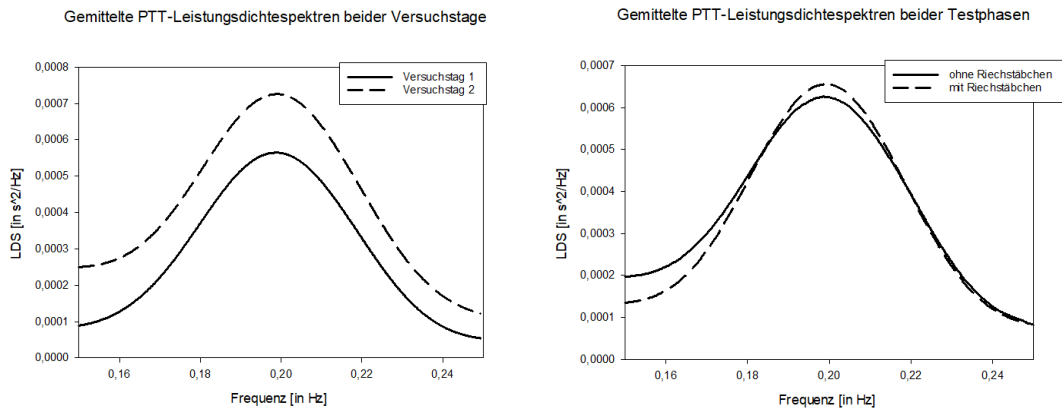 Gemittelte PTT-Leistungsdichtespektren beider Versuchstage
0,0008
0,0007
0,0006
0,0005
0,0004
0,0003
0,0002
0,0001
0,0000
LDS [in s^2/Hz]
Versuchstag 1
Versuchstag 2
0,16 0,18 0,20 0,22 0,24
Frequenz [in Hz]
Gemittelte PTT-Leistungsdichtespektren beider Testphasen
0,0007
0,0006
0,0005
0,0004
0,0003
0,0002
0,0001
0,0000
LDS [in s^2/Hz]
ohne Riechstäbchen
mit Riechstäbchen
0,16 0,18 0,20 0,22 0,24
Frequenz [in Hz]